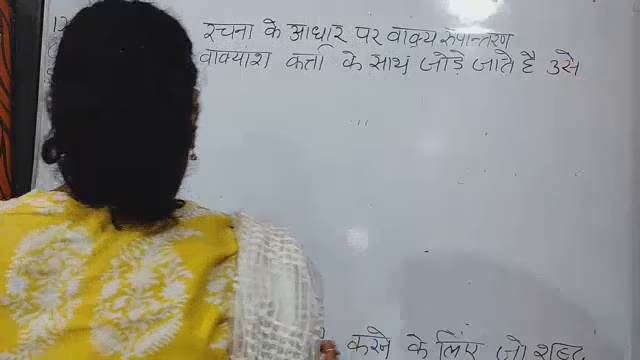 रचना के आधार पर वाक्य रुपान्तरण
वाक्यांश कर्त्ता के साथ जोड़े जाते है उसे
करने के लिए जो शब्द